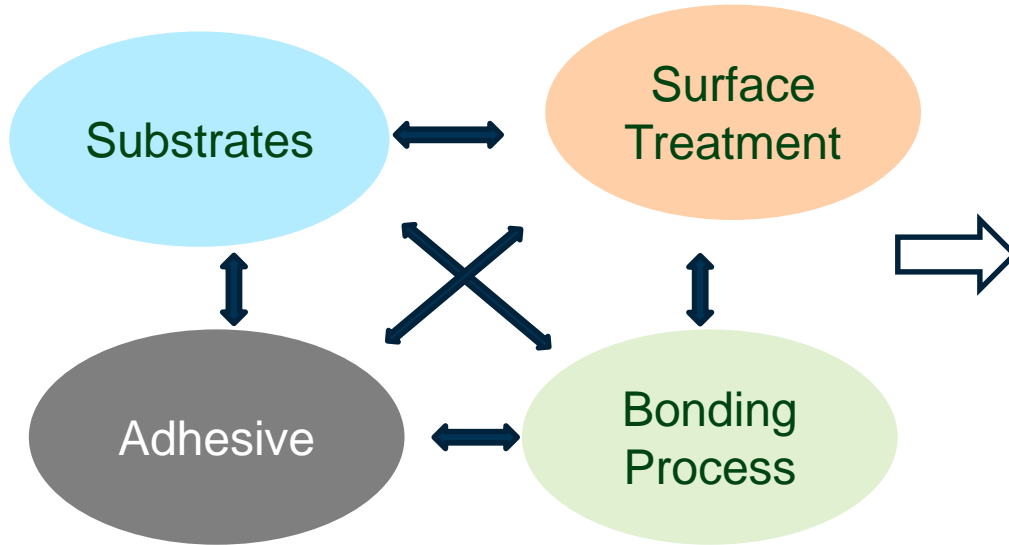 Substrates
Surface
Treatment
Adhesive
Bonding
Process